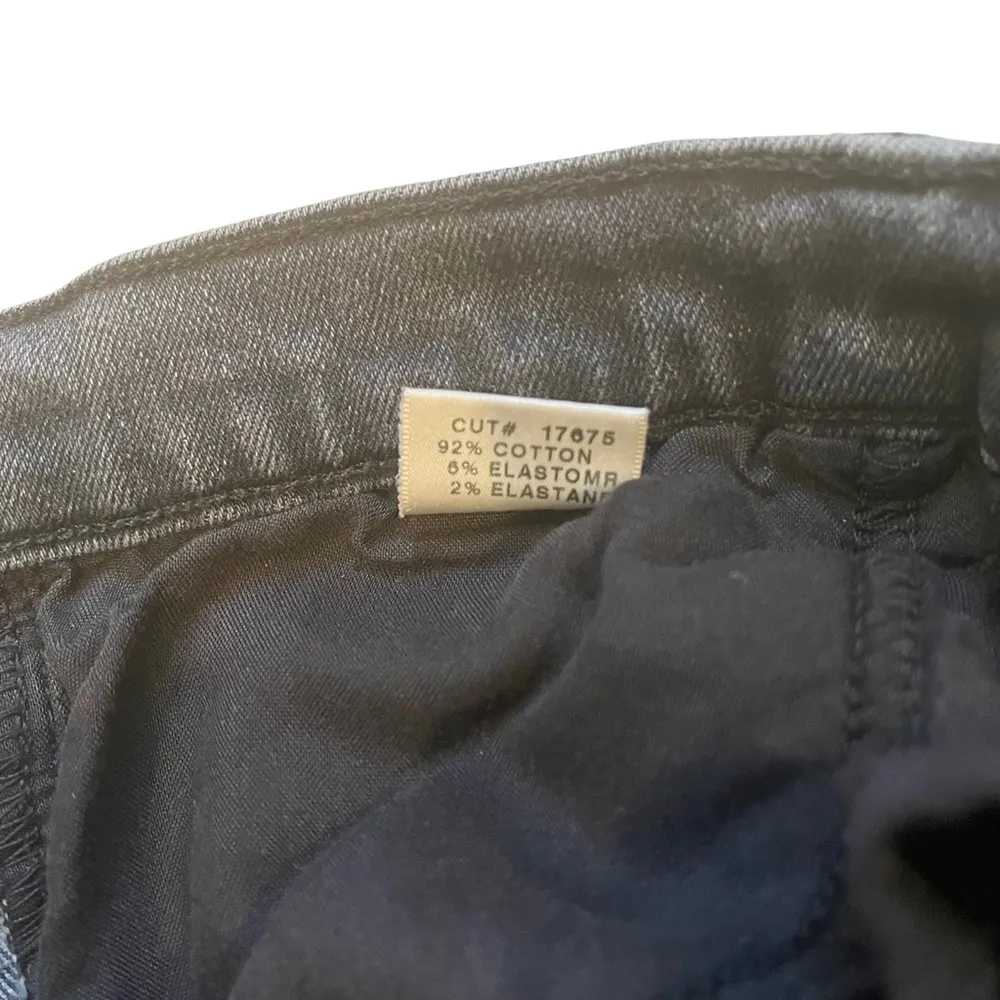 CUT# 17675
92% COTTON
6% ELASTOMR
2% ELASTANE